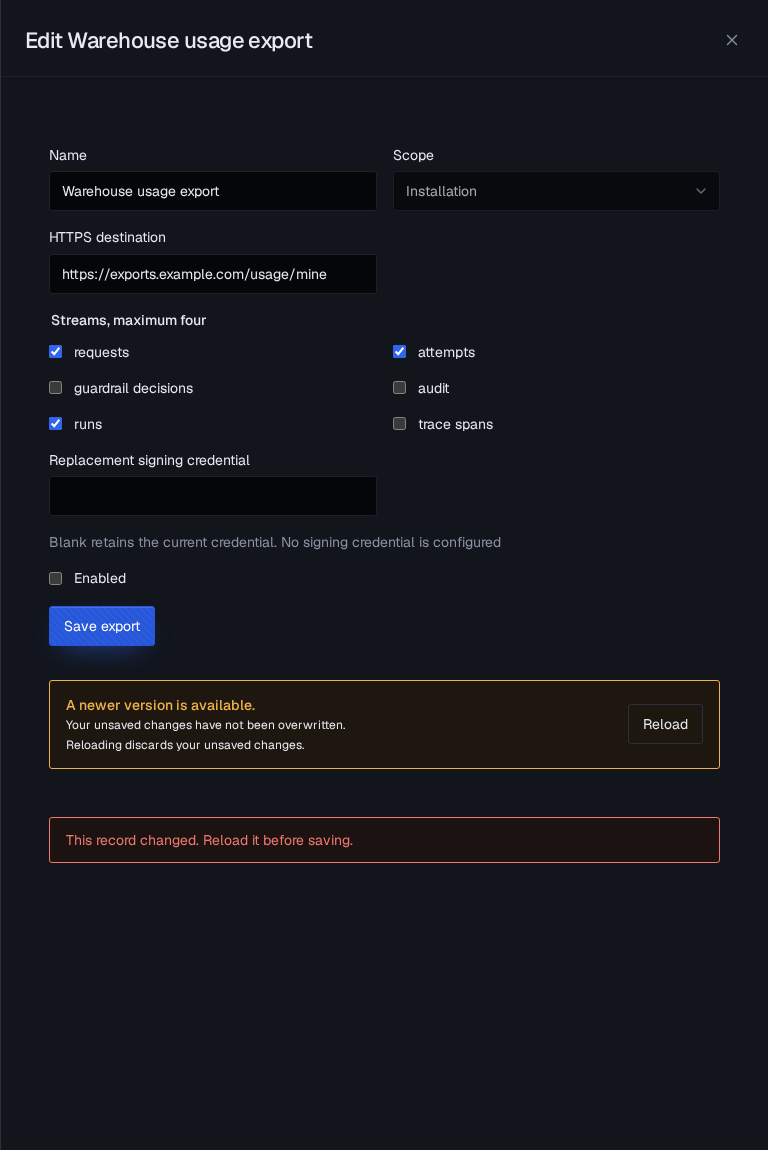 Edit Warehouse usage export
Name
Scope
Warehouse usage export
Installation
HTTPS destination
https://exports.example.com/usage/mine
Streams, maximum four
requests
attempts
guardrail decisions
audit
runs
trace spans
Replacement signing credential
Blank retains the current credential. No signing credential is configured
Enabled
Save export
A newer version is available.
Your unsaved changes have not been overwritten.
Reloading discards your unsaved changes.
Reload
This record changed. Reload it before saving.